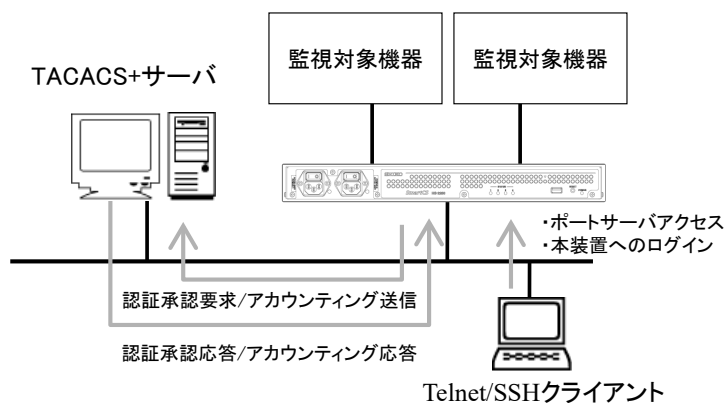 監視対象機器
監視対象機器
TACACS+サーバ
・ポートサーバアクセス
・本装置へのログイン
認証承認要求/アカウンティング送信
認証承認応答/アカウンティング応答
Telnet/SSHクライアント